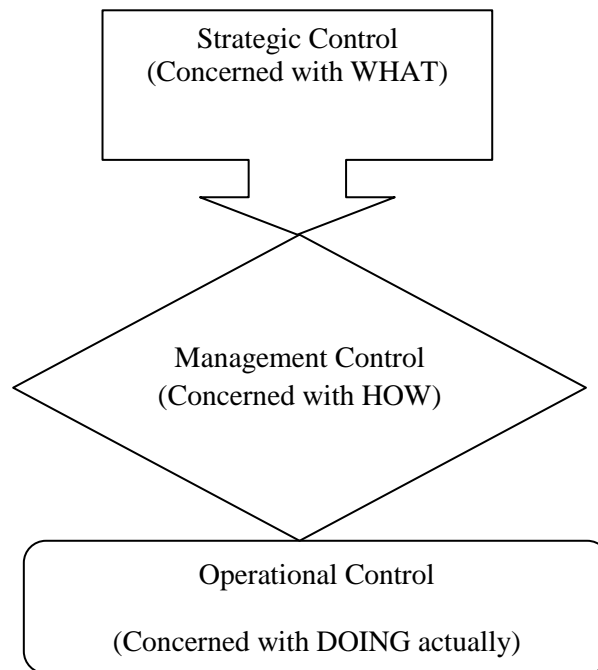 Strategic Control
(Concerned with WHAT)
Management Control
(Concerned with HOW)
Operational Control
(Concerned with DOING actually)